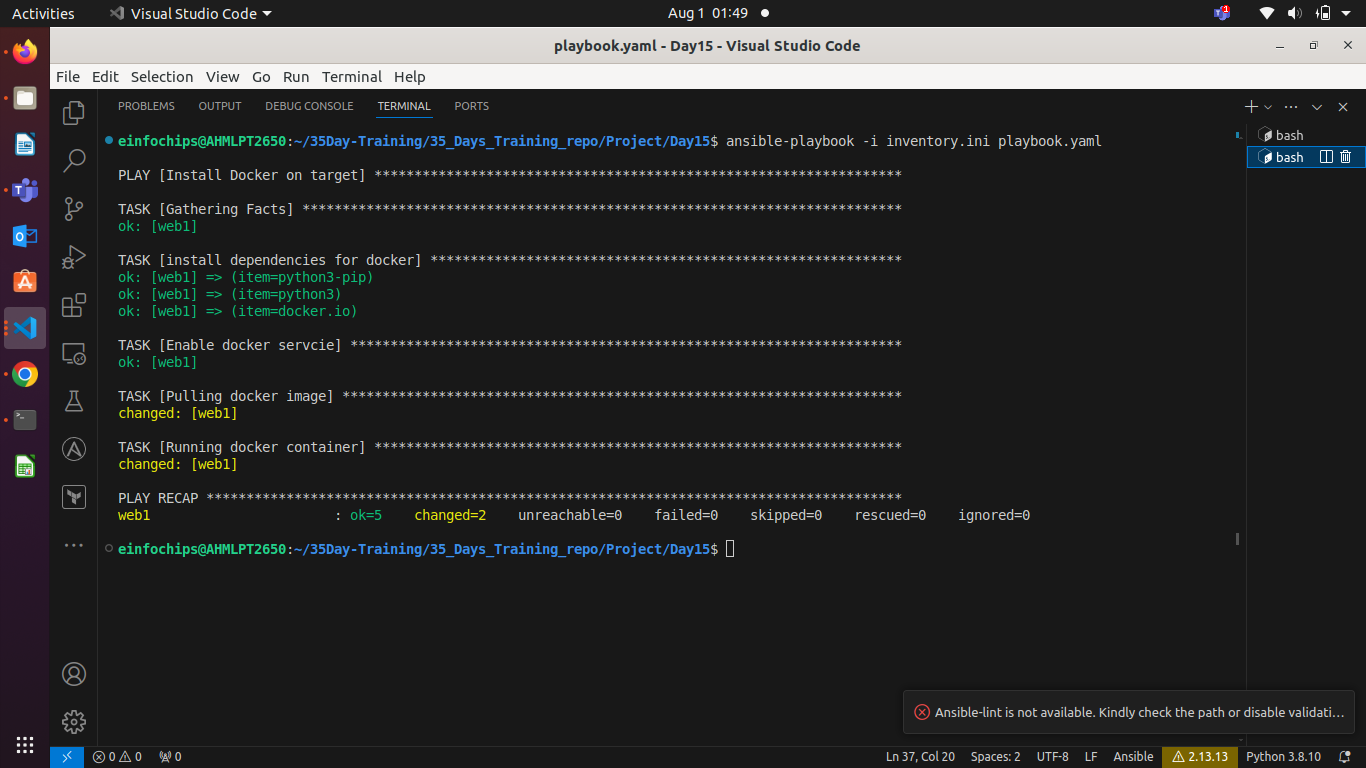 Activities
Visual Studio Code
Aug 1 01:49
1
playbook.yaml - Day15 - Visual Studio Code
File Edit Selection View Go Run Terminal Help
PROBLEMS OUTPUT DEBUG CONSOLE TERMINAL PORTS
einfochips@AHMLPT2650:~/35Day-Training/35_Days_Training_repo/Project/Day15$ ansible-playbook -i inventory.ini playbook.yaml
bash
bash
PLAY [Install Docker on target] ******************************************************************
TASK [Gathering Facts] ***************************************************************************
ok: [web1]
TASK [install dependencies for docker] ***********************************************************
ok: [web1] => (item=python3-pip)
ok: [web1] => (item=python3)
ok: [web1] => (item=docker.io)
TASK [Enable docker servcie] *********************************************************************
ok: [web1]
TASK [Pulling docker image] **********************************************************************
changed: [web1]
TASK [Running docker container] ******************************************************************
changed: [web1]
PLAY RECAP ***************************************************************************************
web1 : ok=5 changed=2 unreachable=0 failed=0 skipped=0 rescued=0 ignored=0
einfochips@AHMLPT2650:~/35Day-Training/35_Days_Training_repo/Project/Day15$
Ansible-lint is not available. Kindly check the path or disable validati...
0 0 0 Ln 37, Col 20 Spaces: 2 UTF-8 LF Ansible 2.13.13 Python 3.8.10